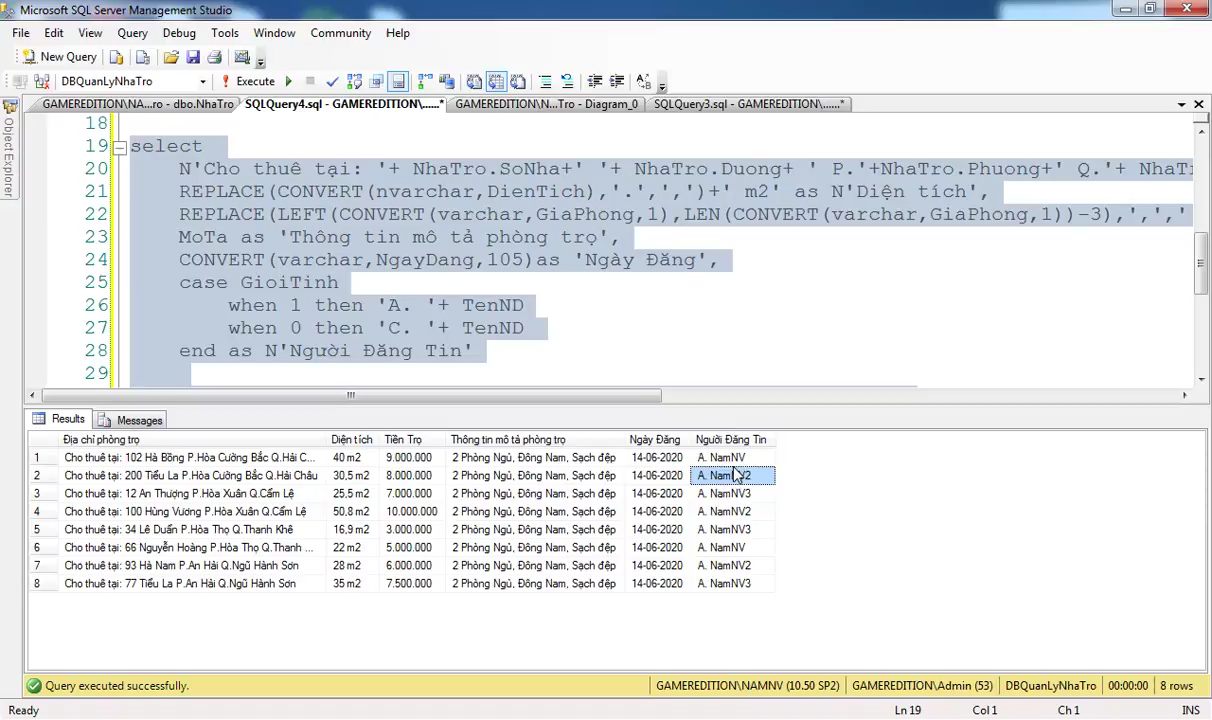 Microsoft SQL Server Management Studio
File Edit View Query Debug Tools Window Community Help
New Query
DBQuanLyNhaTro Execute
GAMEREDITION\NA...ro - dbo.NhaTro SQLQuery4.sql - GAMEREDITION\......* GAMEREDITION\N...Tro - Diagram_0 SQLQuery3.sql - GAMEREDITION\......*
Object Explorer
18
19 select
20 N'Cho thuê tại: '+ NhaTro.SoNha+' '+ NhaTro.Duong+ ' P.'+NhaTro.Phuong+' Q.'+ NhaT
21 REPLACE(CONVERT(nvarchar,DienTich),'.',',')+' m2' as N'Diện tích',
22 REPLACE(LEFT(CONVERT(varchar,GiaPhong,1),LEN(CONVERT(varchar,GiaPhong,1))-3),',','
23 MoTa as 'Thông tin mô tả phòng trọ',
24 CONVERT(varchar,NgayDang,105)as 'Ngày Đăng',
25 case GioiTinh
26 when 1 then 'A. '+ TenND
27 when 0 then 'C. '+ TenND
28 end as N'Người Đăng Tin'
29
Results Messages
Địa chỉ phòng trọ Diện tích Tiền Trọ Thông tin mô tả phòng trọ Ngày Đăng Người Đăng Tin
1 Cho thuê tại: 102 Hà Bồng P.Hòa Cường Bắc Q.Hải C... 40 m2 9.000.000 2 Phòng Ngủ, Đông Nam, Sạch đẹp 14-06-2020 A. NamNV
2 Cho thuê tại: 200 Tiểu La P.Hòa Cường Bắc Q.Hải Châu 30,5 m2 8.000.000 2 Phòng Ngủ, Đông Nam, Sạch đẹp 14-06-2020 A. NamNV2
3 Cho thuê tại: 12 An Thượng P.Hòa Xuân Q.Cẩm Lệ 25,5 m2 7.000.000 2 Phòng Ngủ, Đông Nam, Sạch đẹp 14-06-2020 A. NamNV3
4 Cho thuê tại: 100 Hùng Vương P.Hòa Xuân Q.Cẩm Lệ 50,8 m2 10.000.000 2 Phòng Ngủ, Đông Nam, Sạch đẹp 14-06-2020 A. NamNV2
5 Cho thuê tại: 34 Lê Duẩn P.Hòa Thọ Q.Thanh Khê 16,9 m2 3.000.000 2 Phòng Ngủ, Đông Nam, Sạch đẹp 14-06-2020 A. NamNV3
6 Cho thuê tại: 66 Nguyễn Hoàng P.Hòa Thọ Q.Thanh ... 22 m2 5.000.000 2 Phòng Ngủ, Đông Nam, Sạch đẹp 14-06-2020 A. NamNV
7 Cho thuê tại: 93 Hà Nam P.An Hải Q.Ngũ Hành Sơn 28 m2 6.000.000 2 Phòng Ngủ, Đông Nam, Sạch đẹp 14-06-2020 A. NamNV2
8 Cho thuê tại: 77 Tiểu La P.An Hải Q.Ngũ Hành Sơn 35 m2 7.500.000 2 Phòng Ngủ, Đông Nam, Sạch đẹp 14-06-2020 A. NamNV3
Query executed successfully. GAMEREDITION\NAMNV (10.50 SP2) GAMEREDITION\Admin (53) DBQuanLyNhaTro 00:00:00 8 rows
Ready Ln 19 Col 1 Ch 1 INS